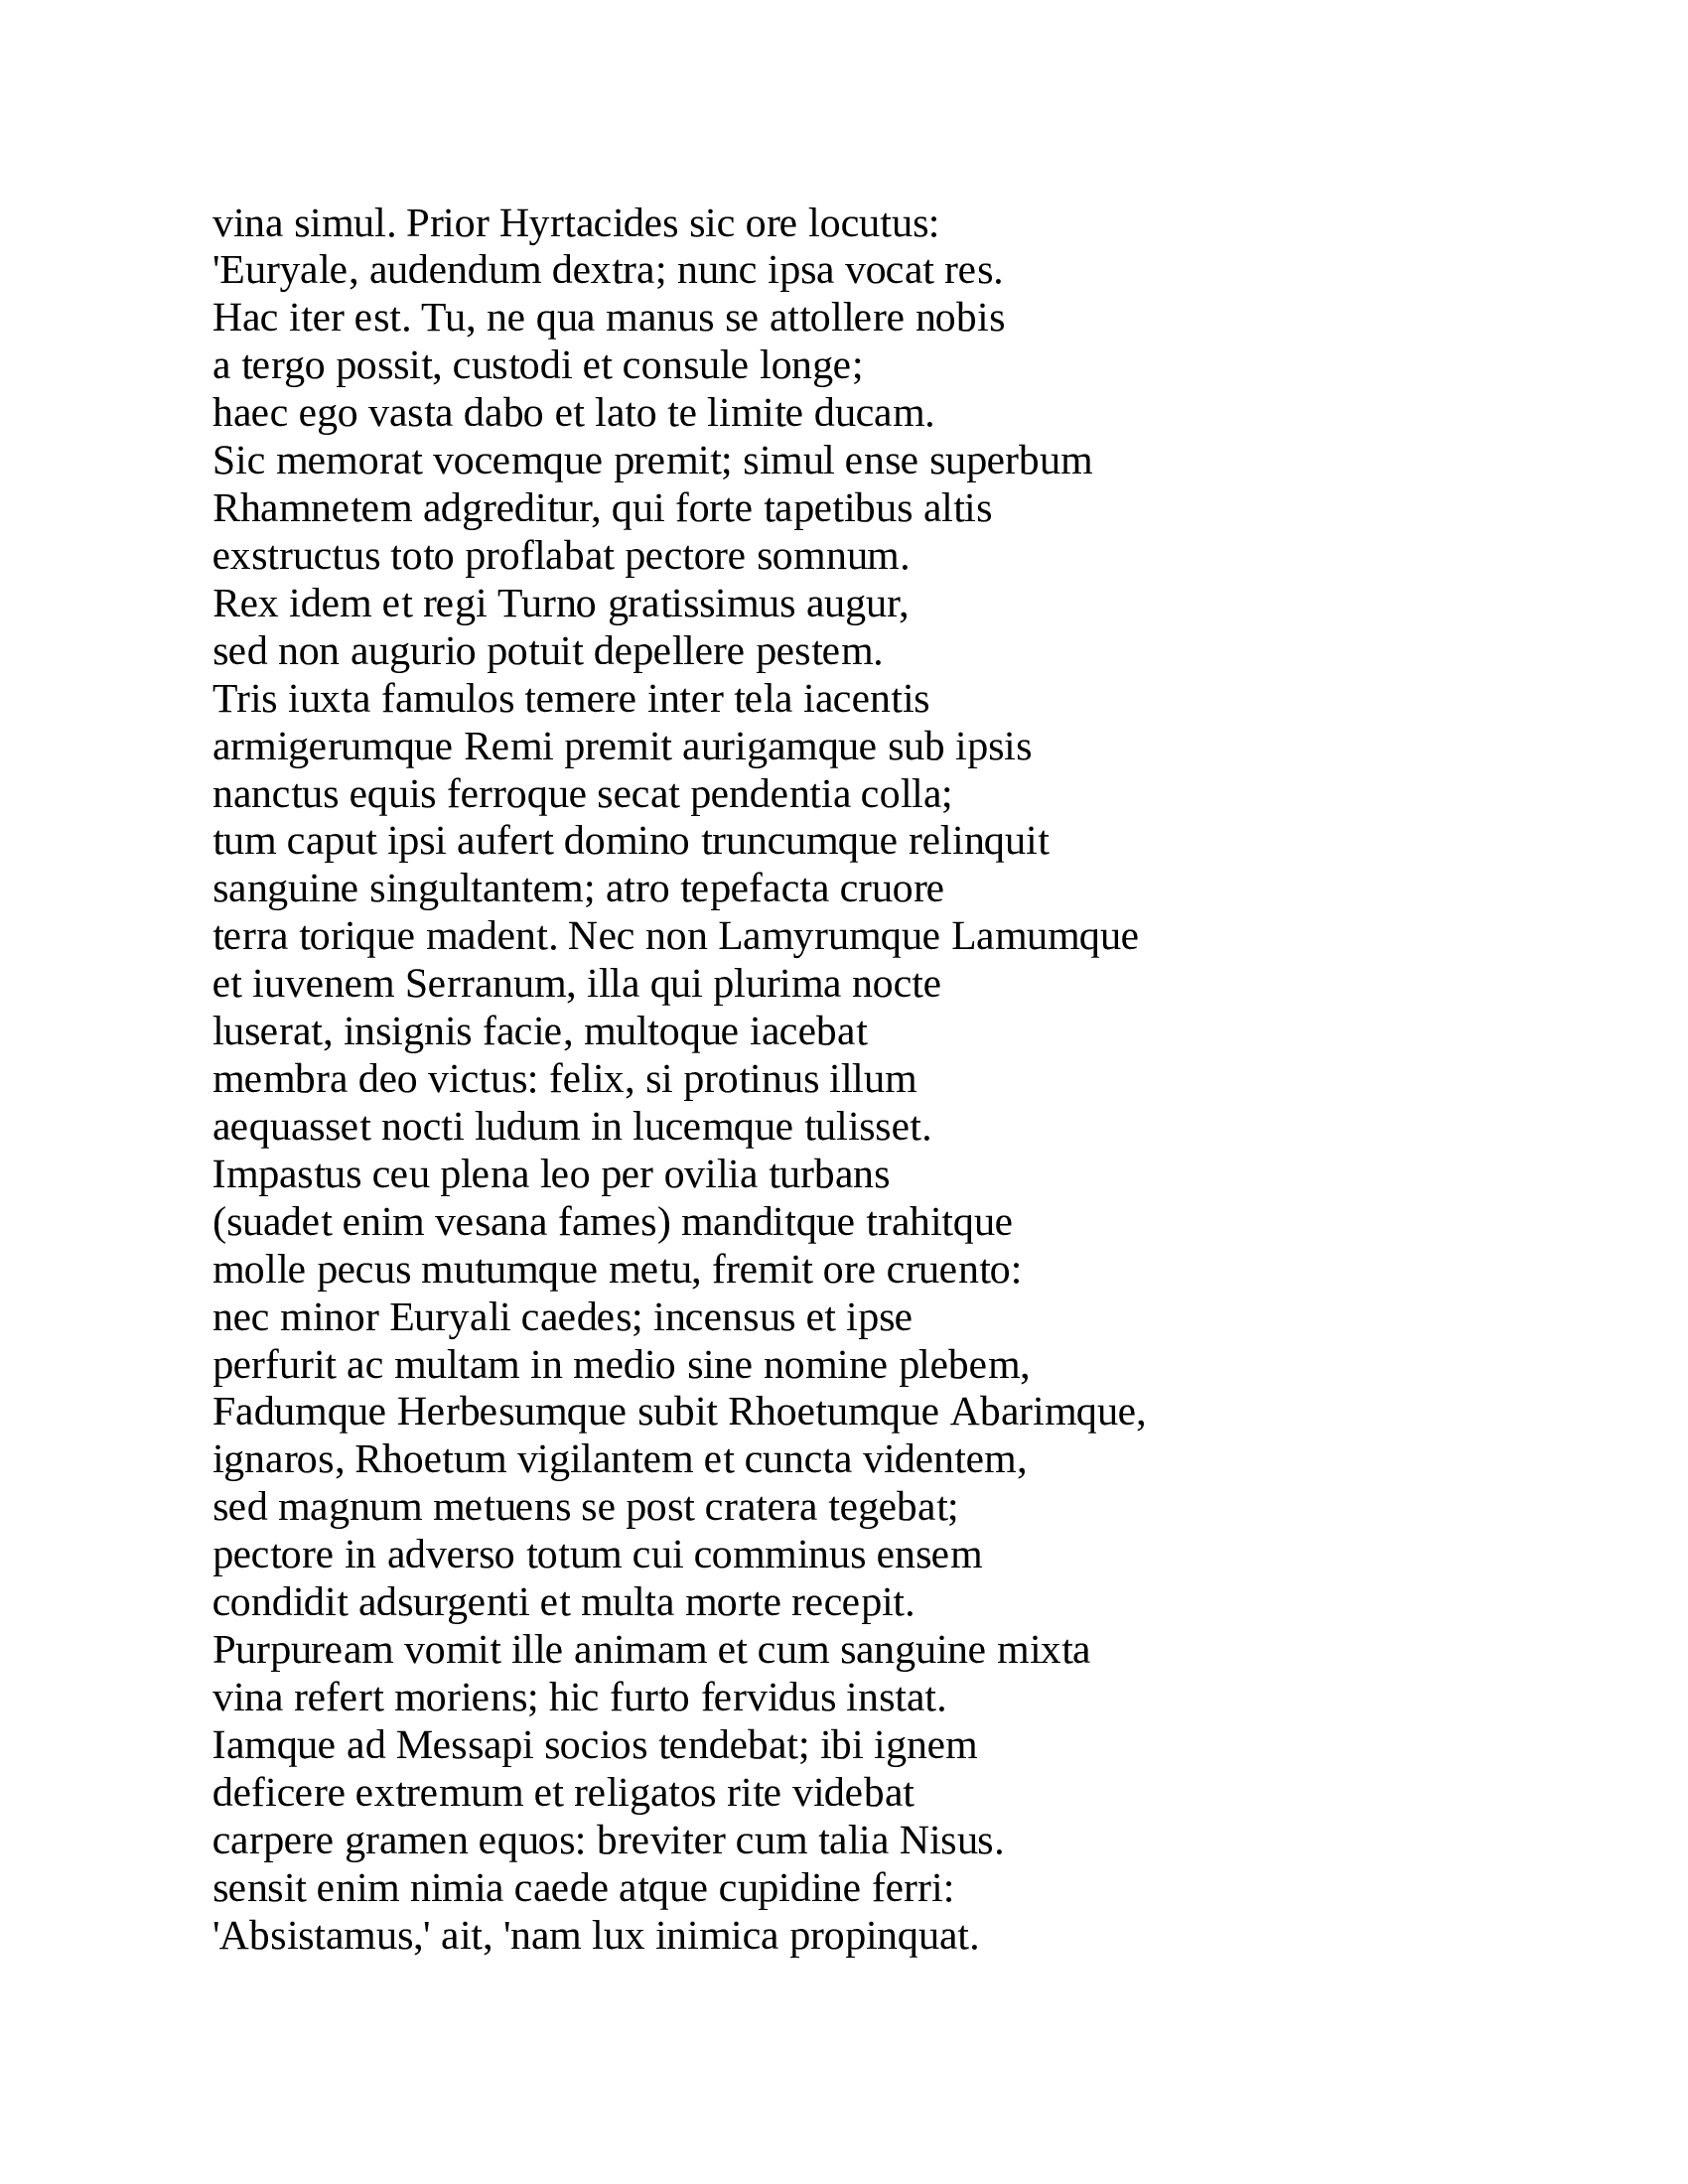 vina simul. Prior Hyrtacides sic ore locutus:
'Euryale, audendum dextra; nunc ipsa vocat res.
Hac iter est. Tu, ne qua manus se attollere nobis
a tergo possit, custodi et consule longe;
haec ego vasta dabo et lato te limite ducam.
Sic memorat vocemque premit; simul ense superbum
Rhamnetem adgreditur, qui forte tapetibus altis
exstructus toto proflabat pectore somnum.
Rex idem et regi Turno gratissimus augur,
sed non augurio potuit depellere pestem.
Tris iuxta famulos temere inter tela iacentis
armigerumque Remi premit aurigamque sub ipsis
nanctus equis ferroque secat pendentia colla;
tum caput ipsi aufert domino truncumque relinquit
sanguine singultantem; atro tepefacta cruore
terra torique madent. Nec non Lamyrumque Lamumque
et iuvenem Serranum, illa qui plurima nocte
luserat, insignis facie, multoque iacebat
membra deo victus: felix, si protinus illum
aequasset nocti ludum in lucemque tulisset.
Impastus ceu plena leo per ovilia turbans
(suadet enim vesana fames) manditque trahitque
molle pecus mutumque metu, fremit ore cruento:
nec minor Euryali caedes; incensus et ipse
perfurit ac multam in medio sine nomine plebem,
Fadumque Herbesumque subit Rhoetumque Abarimque,
ignaros, Rhoetum vigilantem et cuncta videntem,
sed magnum metuens se post cratera tegebat;
pectore in adverso totum cui comminus ensem
condidit adsurgenti et multa morte recepit.
Purpuream vomit ille animam et cum sanguine mixta
vina refert moriens; hic furto fervidus instat.
Iamque ad Messapi socios tendebat; ibi ignem
deficere extremum et religatos rite videbat
carpere gramen equos: breviter cum talia Nisus.
sensit enim nimia caede atque cupidine ferri:
'Absistamus,' ait, 'nam lux inimica propinquat.